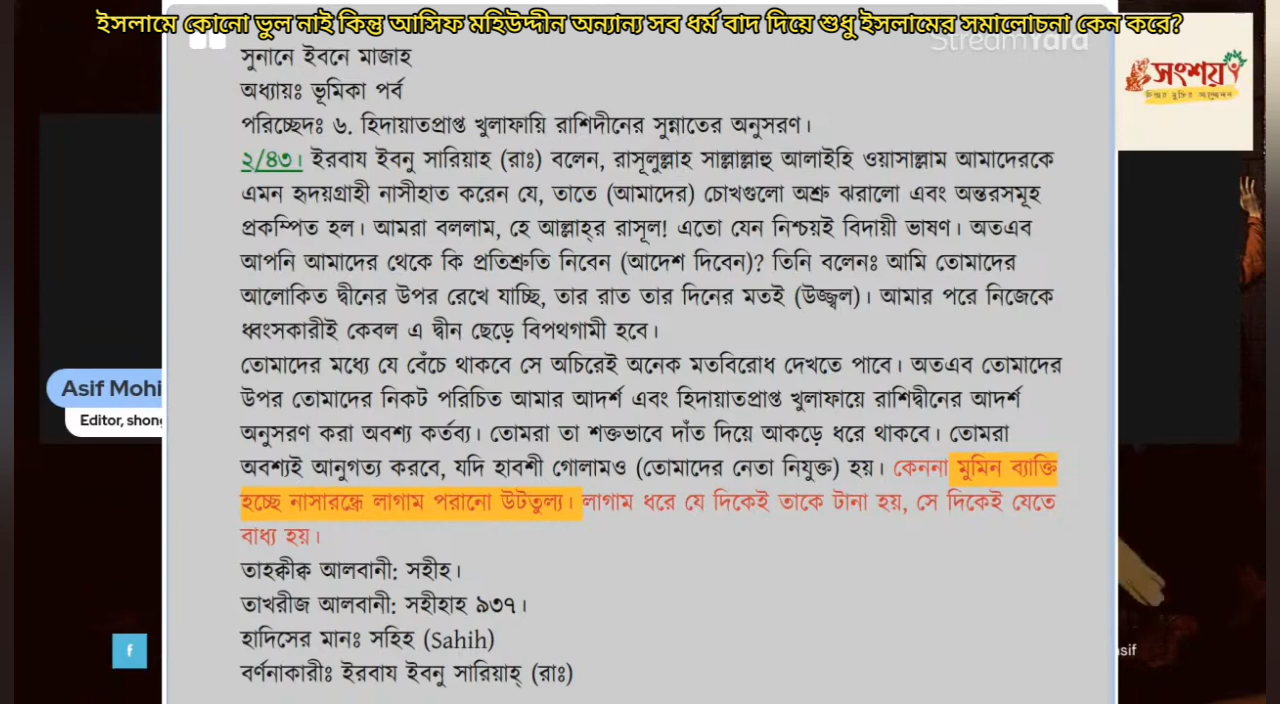 ইসলামে কোনো ভুল নাই কিন্তু আসিফ মহিউদ্দীন অন্যান্য সব ধর্ম বাদ দিয়ে শুধু ইসলামের সমালোচনা কেন করে?
StreamYard
সুনানে ইবনে মাজাহ
অধ্যায়ঃ ভূমিকা পর্ব
পরিচ্ছেদঃ ৬. হিদায়াতপ্রাপ্ত খুলাফায়ি রাশিদীনের সুন্নাতের অনুসরণ।
২/৪৩। ইরবায ইবনু সারিয়াহ (রাঃ) বলেন, রাসূলুল্লাহ সাল্লাল্লাহু আলাইহি ওয়াসাল্লাম আমাদেরকে
এমন হৃদয়গ্রাহী নাসীহাত করেন যে, তাতে (আমাদের) চোখগুলো অশ্রু ঝরালো এবং অন্তরসমূহ
প্রকম্পিত হল। আমরা বললাম, হে আল্লাহ্‌র রাসূল! এতো যেন নিশ্চয়ই বিদায়ী ভাষণ। অতএব
আপনি আমাদের থেকে কি প্রতিশ্রুতি নিবেন (আদেশ দিবেন)? তিনি বলেনঃ আমি তোমাদের
আলোকিত দ্বীনের উপর রেখে যাচ্ছি, তার রাত তার দিনের মতই (উজ্জ্বল)। আমার পরে নিজেকে
ধ্বংসকারীই কেবল এ দ্বীন ছেড়ে বিপথগামী হবে।
তোমাদের মধ্যে যে বেঁচে থাকবে সে অচিরেই অনেক মতবিরোধ দেখতে পাবে। অতএব তোমাদের
উপর তোমাদের নিকট পরিচিত আমার আদর্শ এবং হিদায়াতপ্রাপ্ত খুলাফায়ে রাশিদ্বীনের আদর্শ
অনুসরণ করা অবশ্য কর্তব্য। তোমরা তা শক্তভাবে দাঁত দিয়ে আকড়ে ধরে থাকবে। তোমরা
অবশ্যই আনুগত্য করবে, যদি হাবশী গোলামও (তোমাদের নেতা নিযুক্ত) হয়। কেননা মুমিন ব্যাক্তি
হচ্ছে নাসারন্ধ্রে লাগাম পরানো উটতুল্য। লাগাম ধরে যে দিকেই তাকে টানা হয়, সে দিকেই যেতে
বাধ্য হয়।
তাহক্বীক্ব আলবানী: সহীহ।
তাখরীজ আলবানী: সহীহাহ ৯৩৭।
হাদিসের মানঃ সহিহ (Sahih)
বর্ণনাকারীঃ ইরবায ইবনু সারিয়াহ্ (রাঃ)
সংশয়
চিন্তার মুক্তির আন্দোলন
Asif Mohi
Editor, shong
f
asif